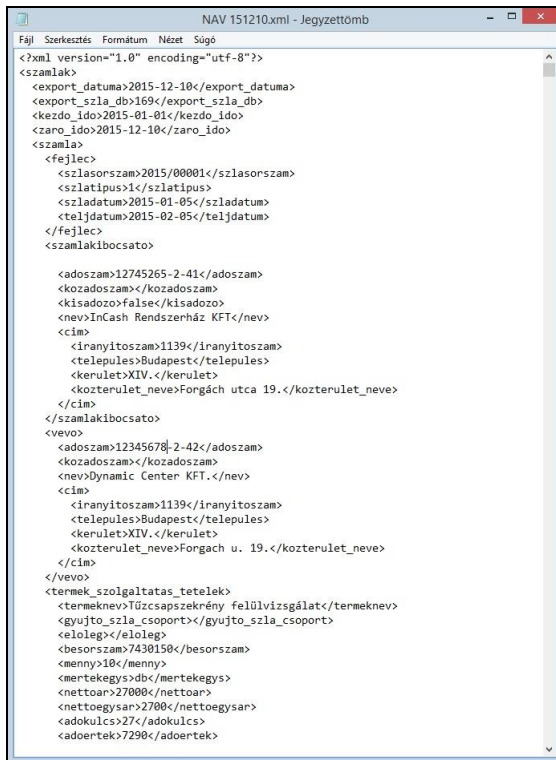 NAV 151210.xml - Jegyzettömb
Fájl Szerkesztés Formátum Nézet Súgó
<?xml version="1.0" encoding="utf-8"?>
<szamlak>
<export_datuma>2015-12-10</export_datuma>
<export_szla_db>169</export_szla_db>
<kezdo_ido>2015-01-01</kezdo_ido>
<zaro_ido>2015-12-10</zaro_ido>
<szamla>
<fejlec>
<szlasorszam>2015/00001</szlasorszam>
<szlatipus>1</szlatipus>
<szladatum>2015-01-05</szladatum>
<teljdatum>2015-02-05</teljdatum>
</fejlec>
<szamlakibocsato>
<adoszam>12745265-2-41</adoszam>
<kozadoszam></kozadoszam>
<kisadozo>false</kisadozo>
<nev>InCash Rendszerház KFT</nev>
<cim>
<iranyitoszam>1139</iranyitoszam>
<telepules>Budapest</telepules>
<kerulet>XIV.</kerulet>
<kozterulet_neve>Forgách utca 19.</kozterulet_neve>
</cim>
</szamlakibocsato>
<vevo>
<adoszam>12345678-2-42</adoszam>
<kozadoszam></kozadoszam>
<nev>Dynamic Center KFT.</nev>
<cim>
<iranyitoszam>1139</iranyitoszam>
<telepules>Budapest</telepules>
<kerulet>XIV.</kerulet>
<kozterulet_neve>Forgach u. 19.</kozterulet_neve>
</cim>
</vevo>
<termek_szolgaltatas_tetelek>
<termeknev>Tűzcsapszekrény felülvizsgálat</termeknev>
<gyujto_szla_csoport></gyujto_szla_csoport>
<eloleg></eloleg>
<besorszam>7430150</besorszam>
<menny>10</menny>
<mertekegys>db</mertekegys>
<nettoar>27000</nettoar>
<nettoegysar>2700</nettoegysar>
<adokulcs>27</adokulcs>
<adoertek>7290</adoertek>